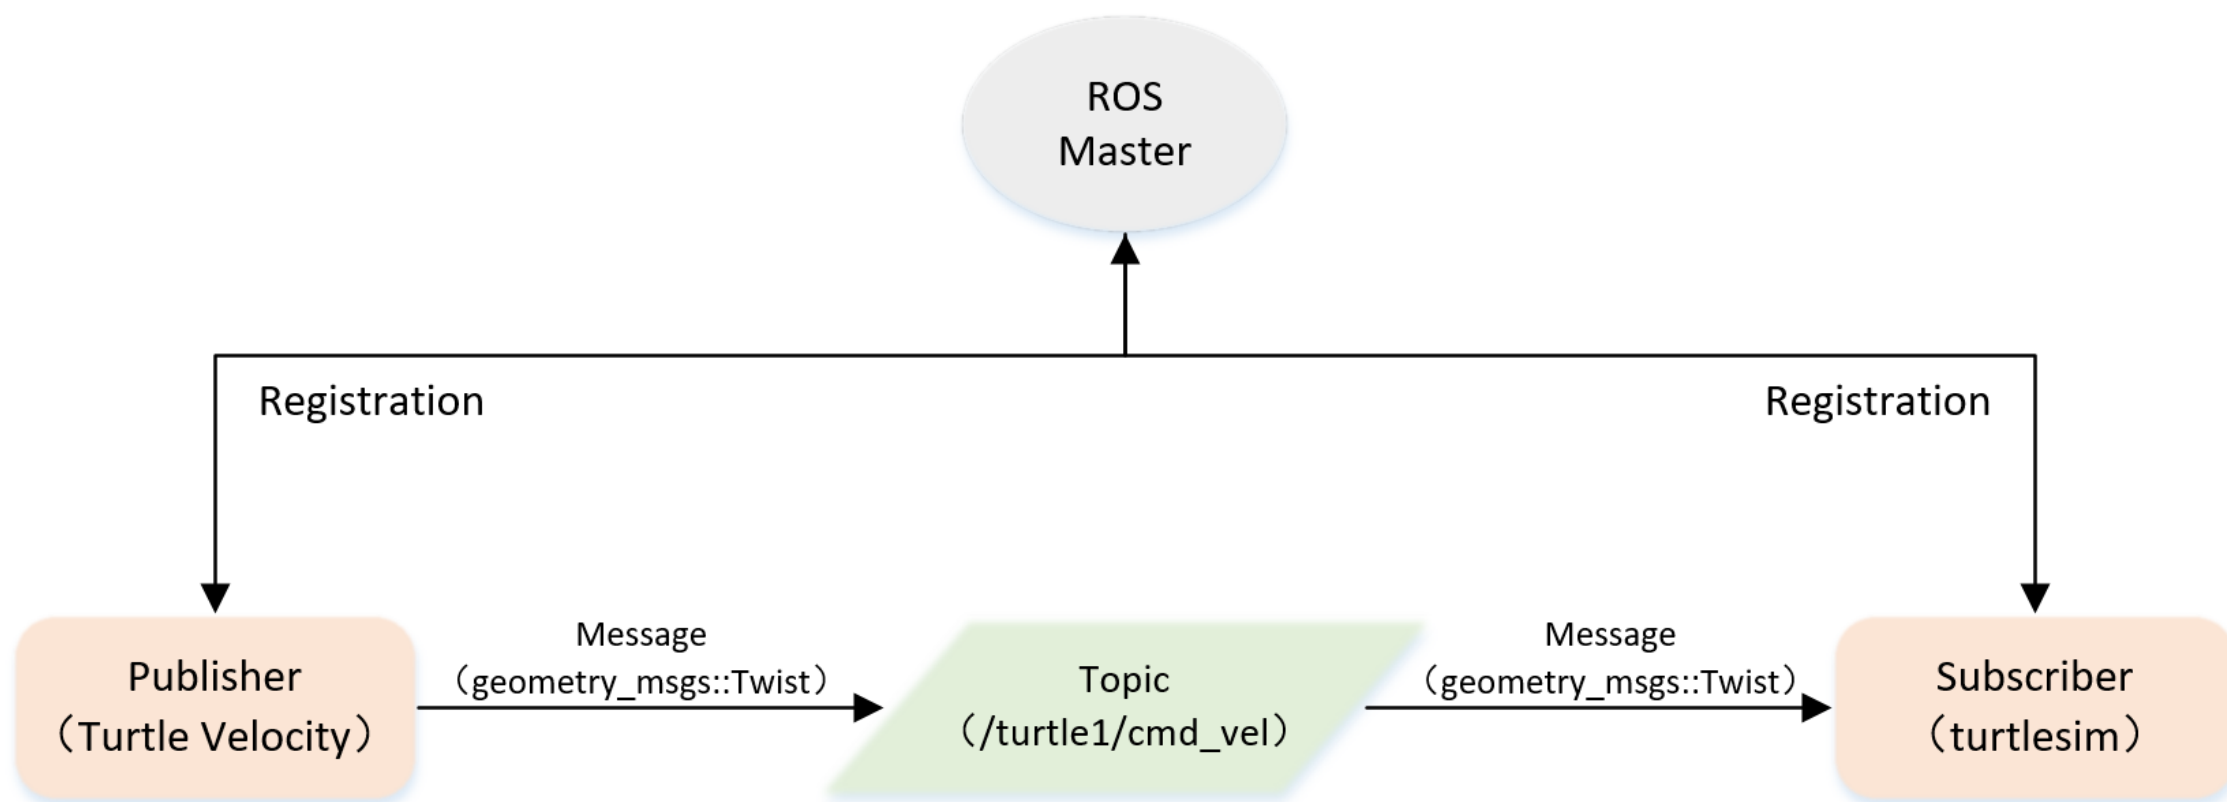 ROS
Master
Registration
Registration
Message
（geometry_msgs::Twist）
Message
（geometry_msgs::Twist）
Publisher
（Turtle Velocity）
Topic
（/turtle1/cmd_vel）
Subscriber
（turtlesim）